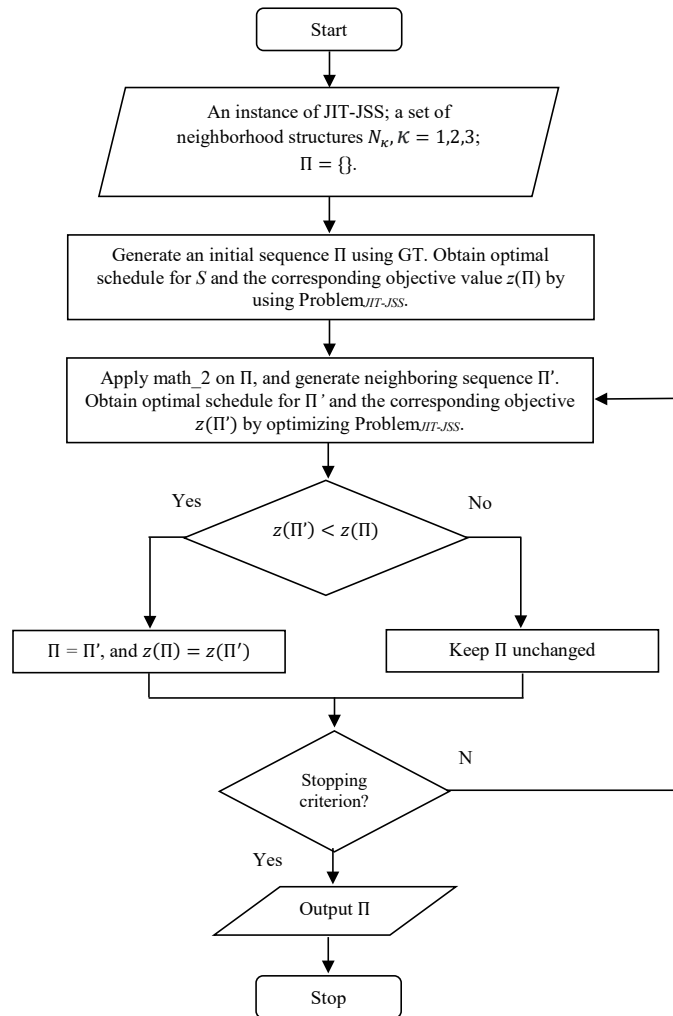 Start
An instance of JIT-JSS; a set of
neighborhood structures 𝑁𝜅, 𝜅 = 1,2,3;
Π = {}.
Generate an initial sequence Π using GT. Obtain optimal
schedule for S and the corresponding objective value 𝑧(Π) by
using ProblemJIT-JSS.
Apply math_2 on Π, and generate neighboring sequence Π'.
Obtain optimal schedule for Π' and the corresponding objective
𝑧(Π') by optimizing ProblemJIT-JSS.
Yes
No
𝑧(Π') < 𝑧(Π)
Π = Π', and 𝑧(Π) = 𝑧(Π')
Keep Π unchanged
N
Stopping
criterion?
Yes
Output Π
Stop